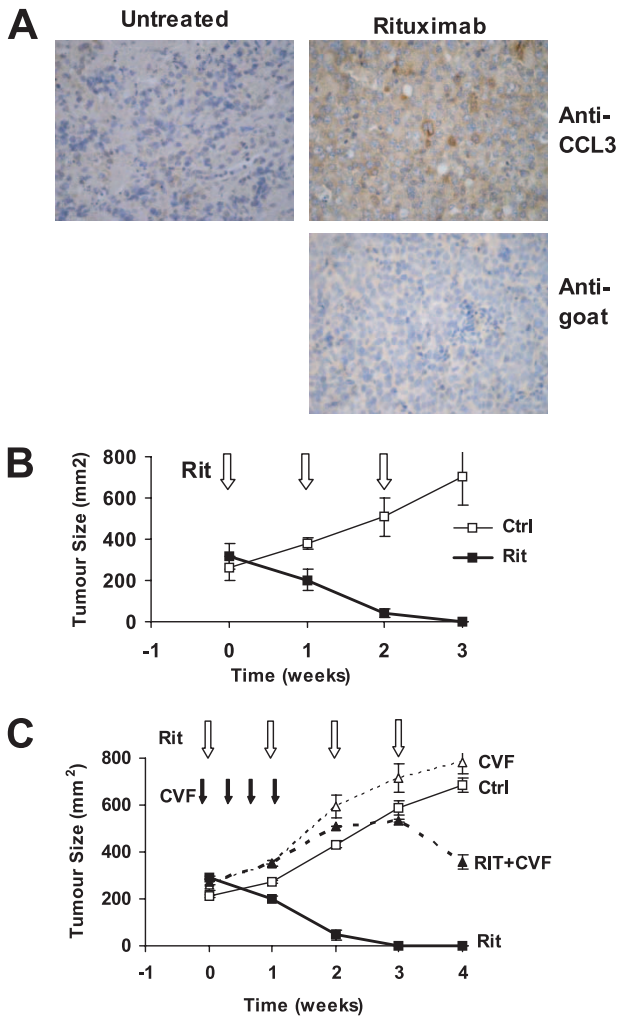 A
Untreated
Rituximab
Anti-
CCL3
Anti-
goat
B
Rit
Tumour Size (mm2)
800
600
400
200
0
-1
0
1
2
3
Time (weeks)
Ctrl
Rit
C
Rit
CVF
Tumour Size (mm²)
800
600
400
200
0
-1
0
1
2
3
4
Time (weeks)
CVF
Ctrl
RIT+CVF
Rit